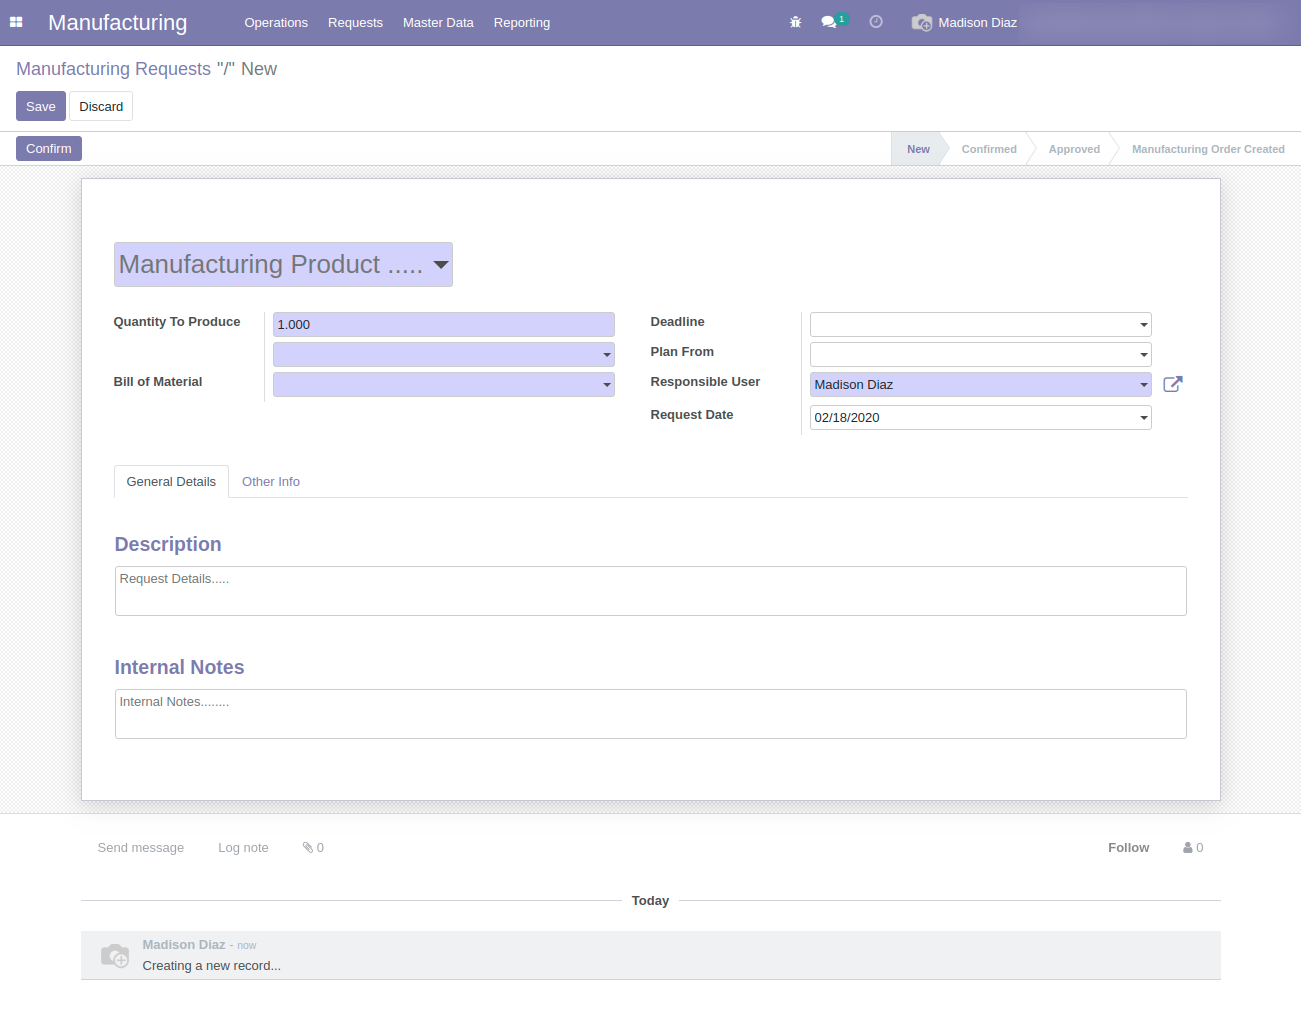 Manufacturing Operations Requests Master Data Reporting 1 Madison Diaz
Manufacturing Requests "/" New
Save Discard
Confirm New Confirmed Approved Manufacturing Order Created
Manufacturing Product .....
Quantity To Produce 1.000 Deadline
Plan From
Bill of Material Responsible User Madison Diaz
Request Date 02/18/2020
General Details Other Info
Description
Request Details.....
Internal Notes
Internal Notes........
Send message Log note 0 Follow 0
Today
Madison Diaz - now
Creating a new record...